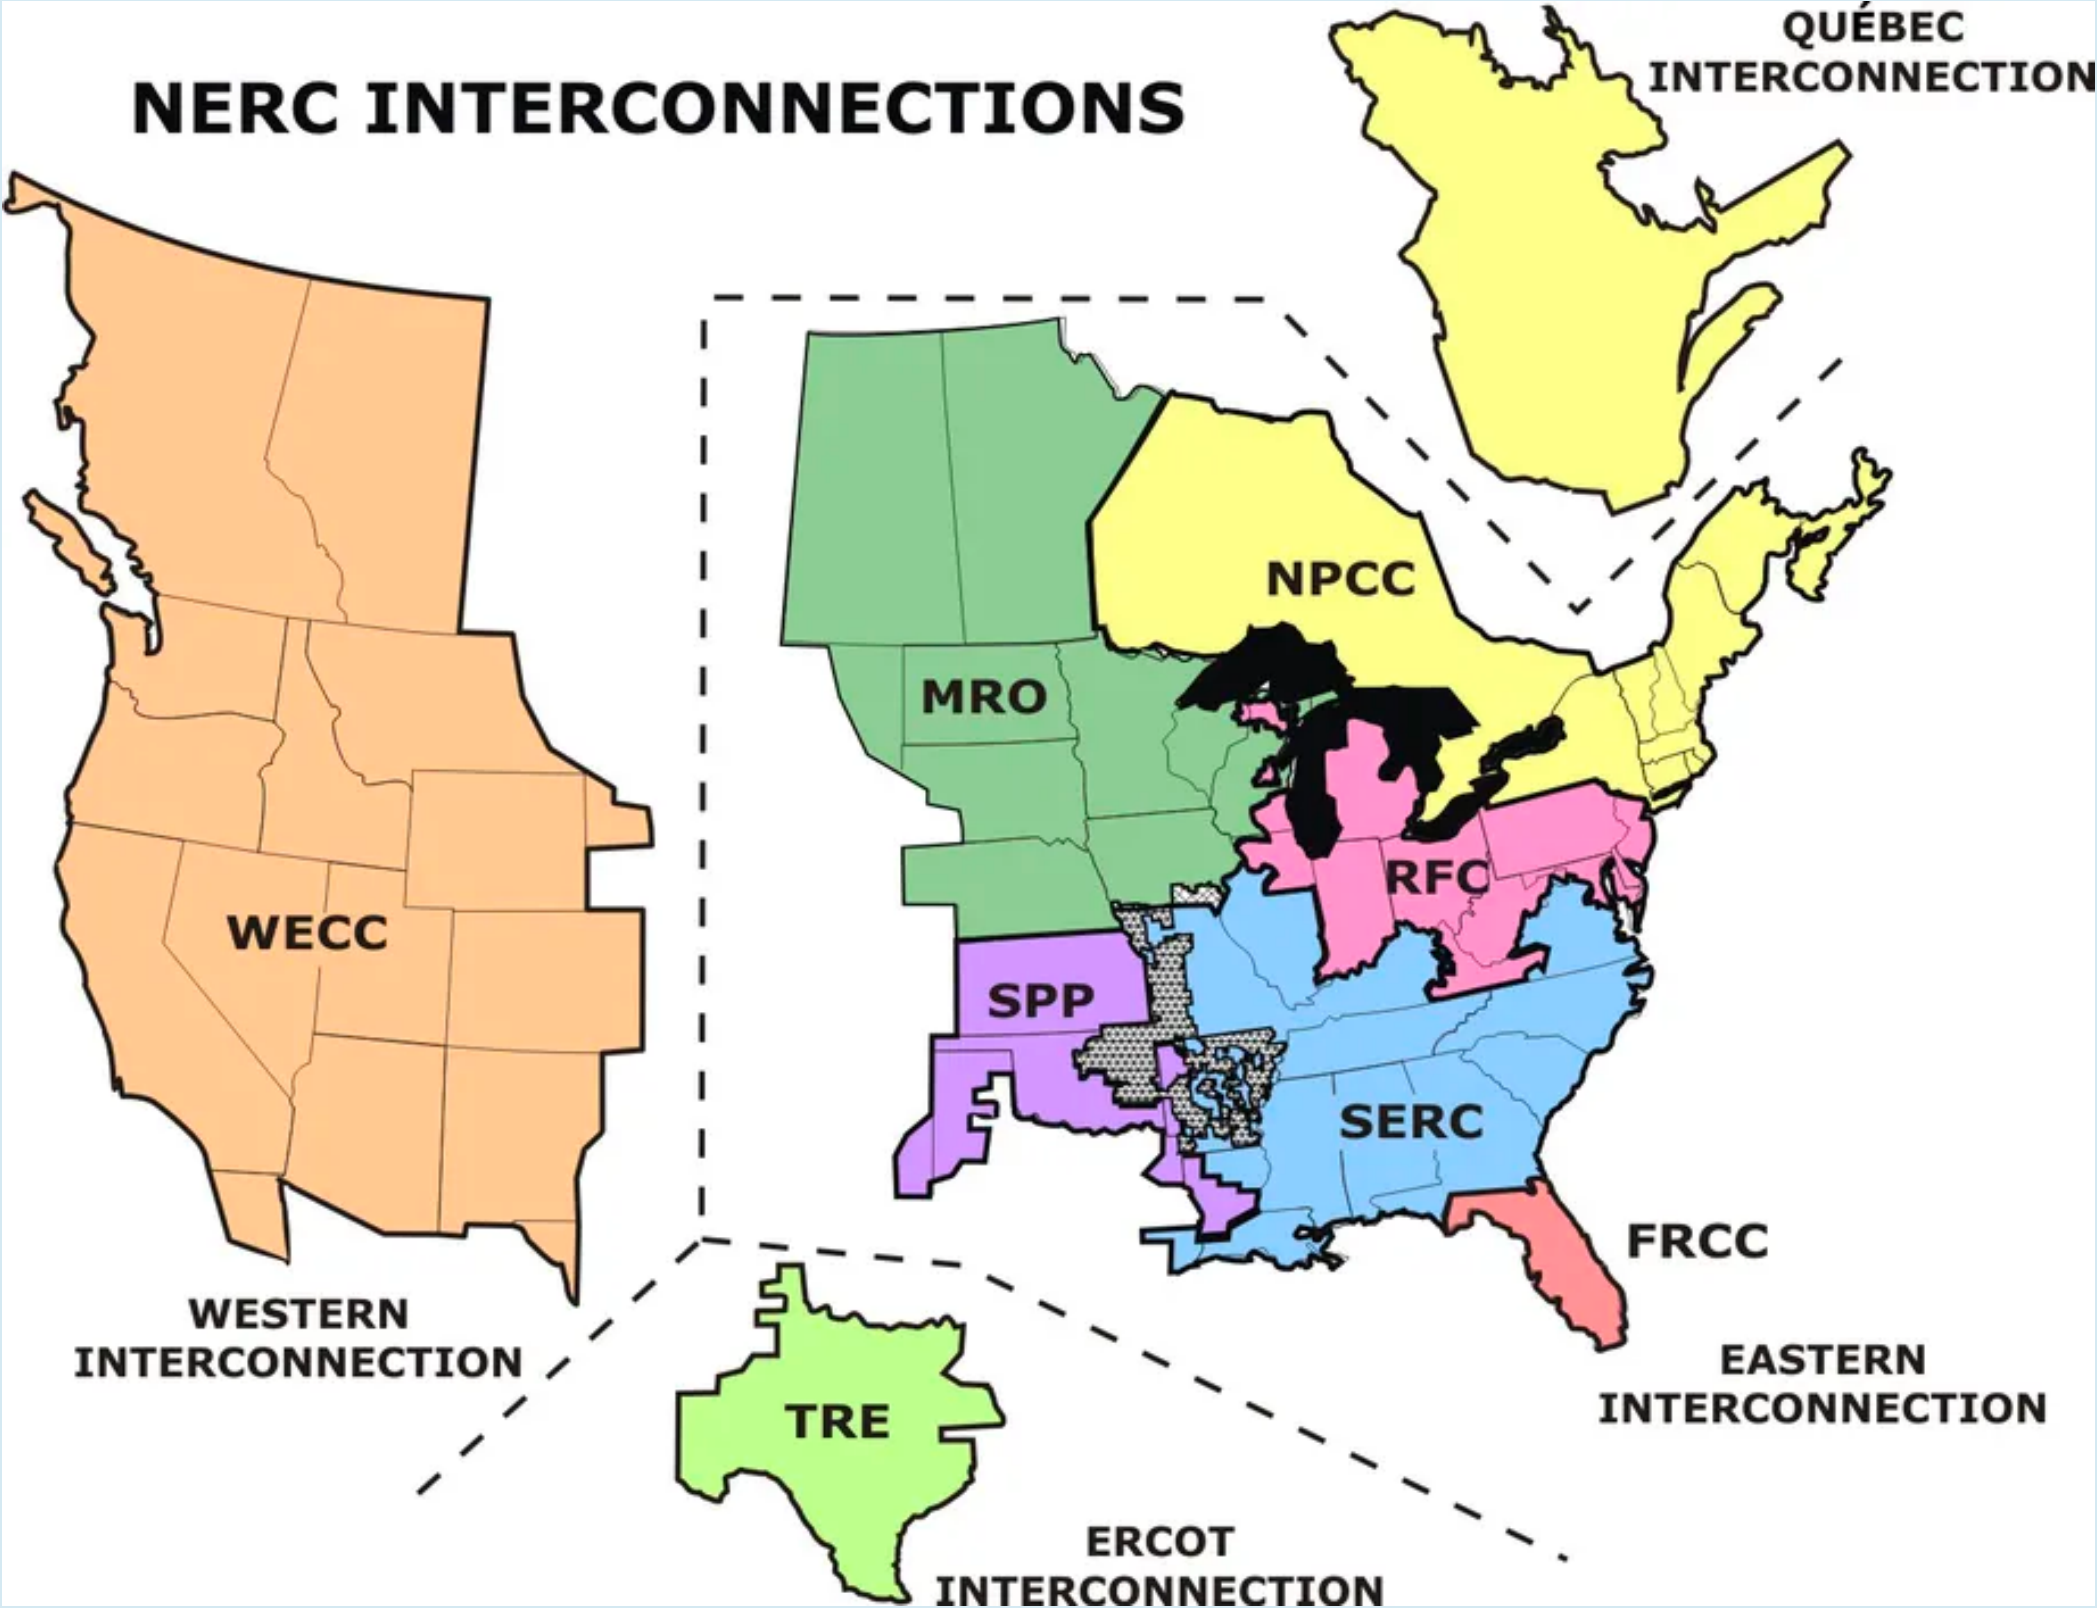 QUÉBEC
INTERCONNECTION
NERC INTERCONNECTIONS
NPCC
MRO
RFC
WECC
SPP
SERC
FRCC
WESTERN
INTERCONNECTION
EASTERN
INTERCONNECTION
TRE
ERCOT
INTERCONNECTION